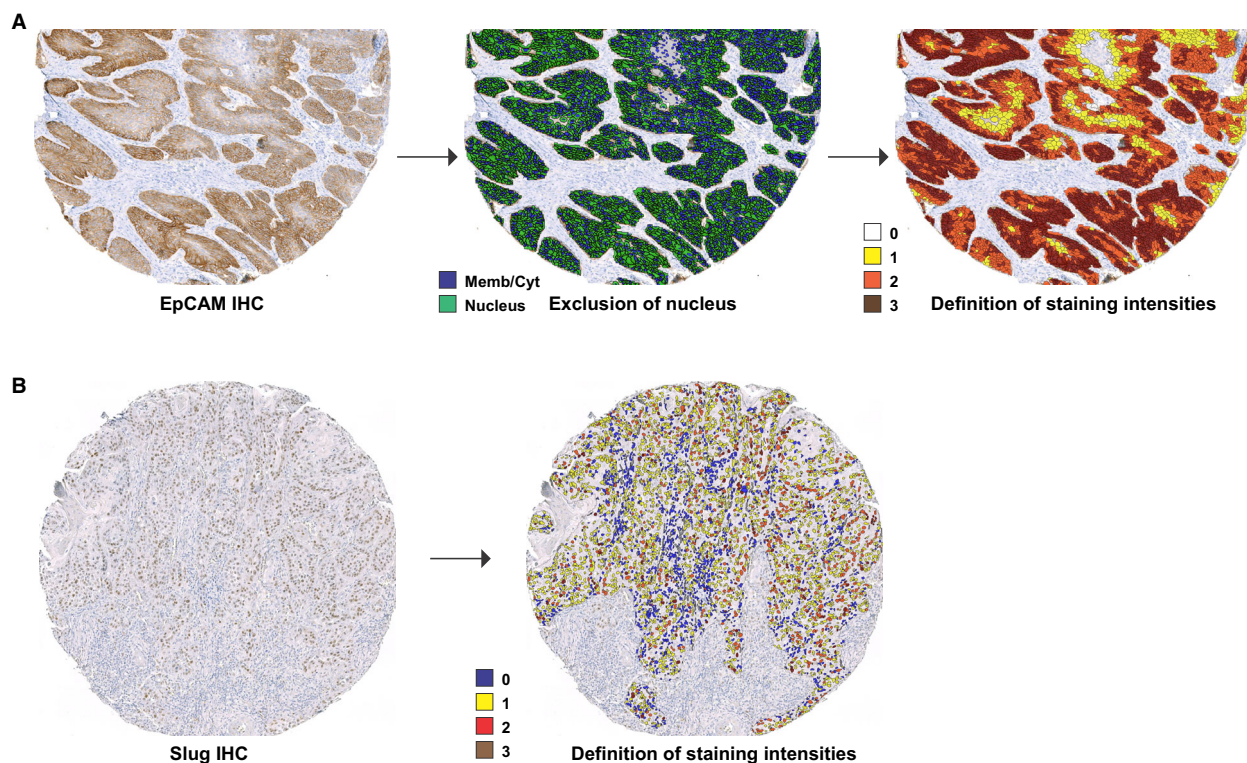 A
EpCAM IHC
Memb/Cyt
Nucleus
Exclusion of nucleus
0
1
2
3
Definition of staining intensities
B
Slug IHC
0
1
2
3
Definition of staining intensities